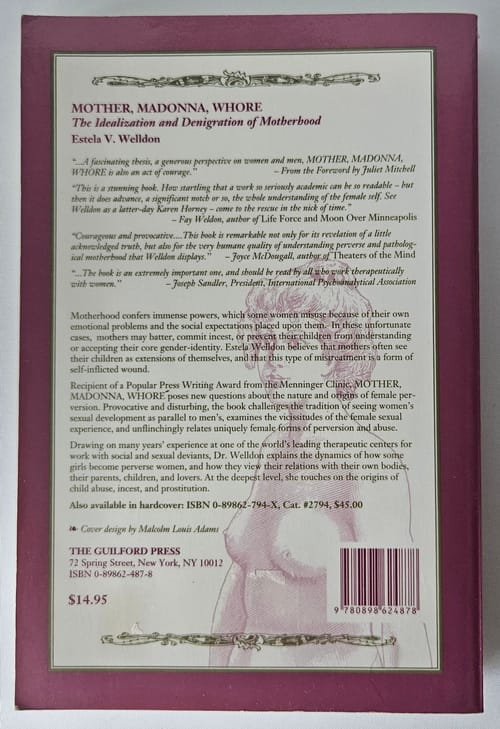 MOTHER, MADONNA, WHORE
The Idealization and Denigration of Motherhood
Estela V. Welldon
“...A fascinating thesis, a generous perspective on women and men, MOTHER, MADONNA,
WHORE is also an act of courage.” – From the Foreword by Juliet Mitchell
“This is a stunning book. How startling that a work so seriously academic can be so readable – but
then it does advance, a significant notch or so, the whole understanding of the female self. See
Welldon as a latter-day Karen Horney – come to the rescue in the nick of time.”
– Fay Weldon, author of Life Force and Moon Over Minneapolis
“Courageous and provocative....This book is remarkable not only for its revelation of a little
acknowledged truth, but also for the very humane quality of understanding perverse and patholog-
ical motherhood that Welldon displays.” – Joyce McDougall, author of Theaters of the Mind
“...The book is an extremely important one, and should be read by all who work therapeutically
with women.” – Joseph Sandler, President, International Psychoanalytical Association
Motherhood confers immense powers, which some women misuse because of their own
emotional problems and the social expectations placed upon them. In these unfortunate
cases, mothers may batter, commit incest, or prevent their children from understanding
or accepting their core gender-identity. Estela Welldon believes that mothers often see
their children as extensions of themselves, and that this type of mistreatment is a form of
self-inflicted wound.
Recipient of a Popular Press Writing Award from the Menninger Clinic, MOTHER,
MADONNA, WHORE poses new questions about the nature and origins of female per-
version. Provocative and disturbing, the book challenges the tradition of seeing women's
sexual development as parallel to men's, examines the vicissitudes of the female sexual
experience, and unflinchingly relates uniquely female forms of perversion and abuse.
Drawing on many years' experience at one of the world's leading therapeutic centers for
work with social and sexual deviants, Dr. Welldon explains the dynamics of how some
girls become perverse women, and how they view their relations with their own bodies,
their parents, children, and lovers. At the deepest level, she touches on the origins of
child abuse, incest, and prostitution.
Also available in hardcover: ISBN 0-89862-794-X, Cat. #2794, $45.00
Cover design by Malcolm Louis Adams
THE GUILFORD PRESS
72 Spring Street, New York, NY 10012
ISBN 0-89862-487-8
$14.95
9 780898 624878